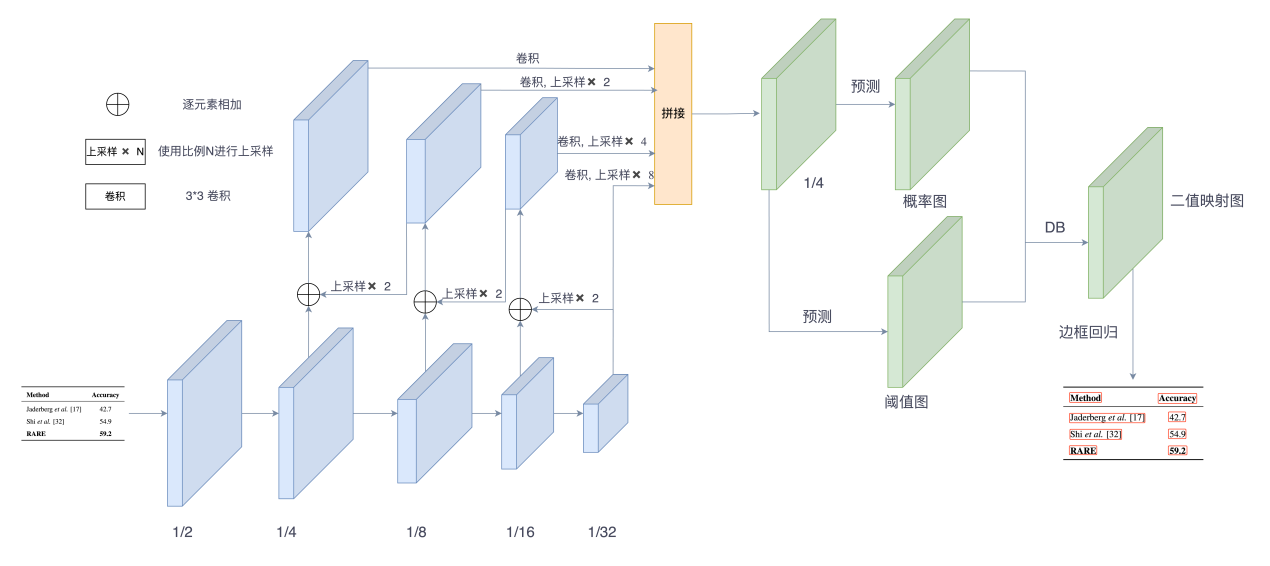 逐元素相加
上采样 × N
使用比例N进行上采样
卷积
3*3 卷积
卷积
卷积, 上采样× 2
卷积, 上采样× 4
卷积, 上采样× 8
拼接
上采样× 2
上采样× 2
上采样× 2
1/4
预测
概率图
预测
阈值图
DB
二值映射图
边框回归
Method Accuracy
Jaderberg et al. [17] 42.7
Shi et al. [32] 54.9
RARE 59.2
Method Accuracy
Jaderberg et al. [17] 42.7
Shi et al. [32] 54.9
RARE 59.2
1/2
1/4
1/8
1/16
1/32